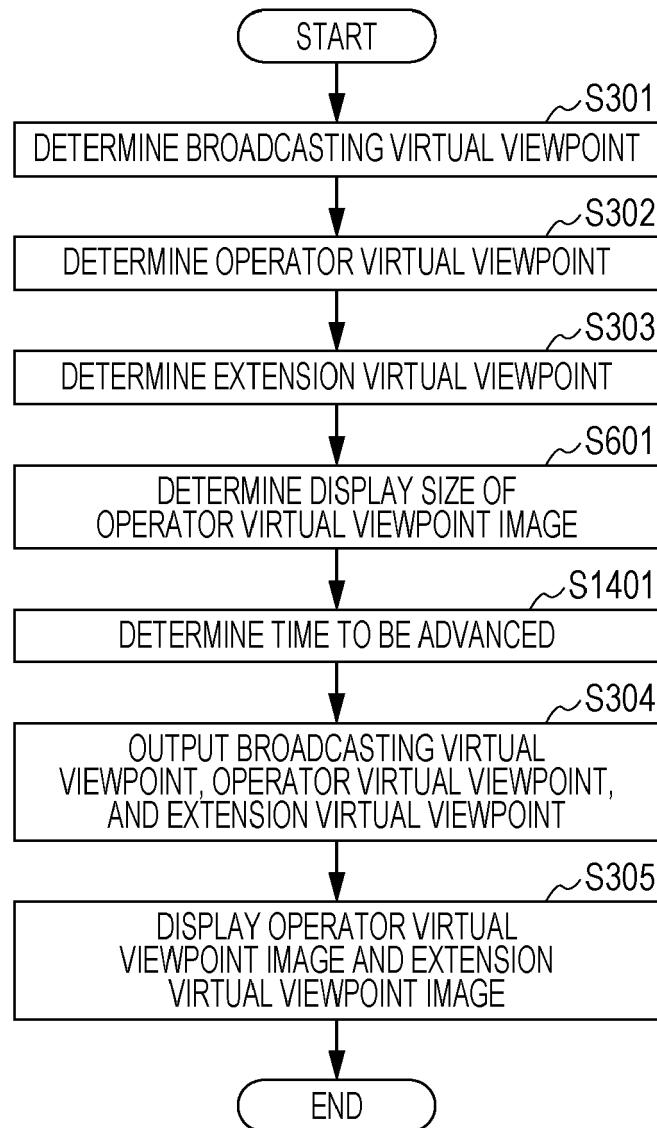 START
S301
DETERMINE BROADCASTING VIRTUAL VIEWPOINT
S302
DETERMINE OPERATOR VIRTUAL VIEWPOINT
S303
DETERMINE EXTENSION VIRTUAL VIEWPOINT
S601
DETERMINE DISPLAY SIZE OF
OPERATOR VIRTUAL VIEWPOINT IMAGE
S1401
DETERMINE TIME TO BE ADVANCED
S304
OUTPUT BROADCASTING VIRTUAL
VIEWPOINT, OPERATOR VIRTUAL VIEWPOINT,
AND EXTENSION VIRTUAL VIEWPOINT
S305
DISPLAY OPERATOR VIRTUAL
VIEWPOINT IMAGE AND EXTENSION
VIRTUAL VIEWPOINT IMAGE
END